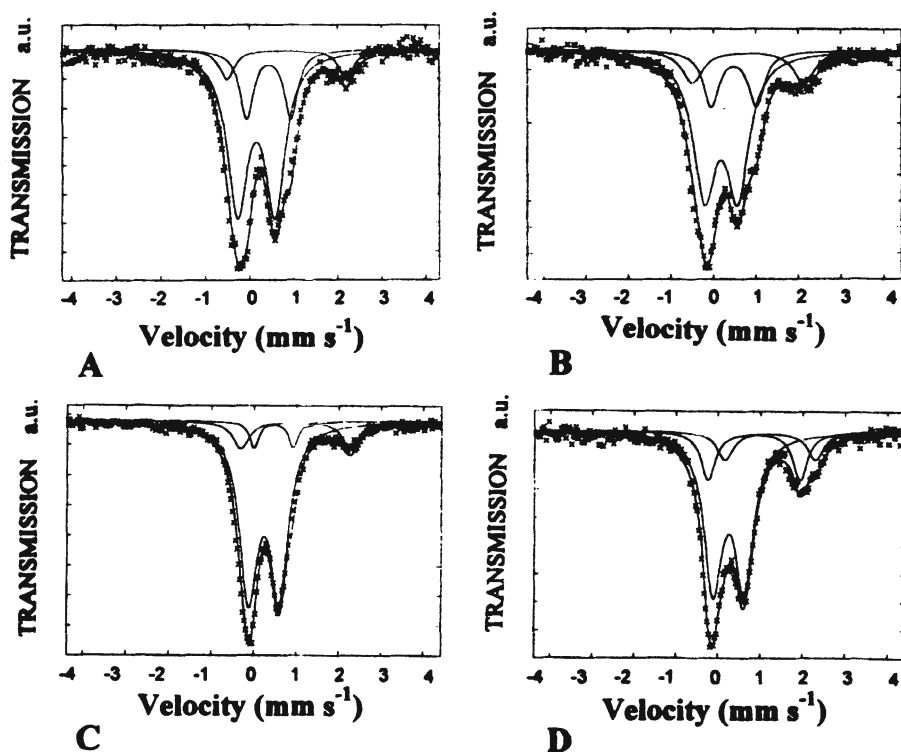 TRANSMISSION a.u.
-4 -3 -2 -1 0 1 2 3 4
Velocity (mm s-1)
A
TRANSMISSION a.u.
-4 -3 -2 -1 0 1 2 3 4
Velocity (mm s-1)
B
TRANSMISSION a.u.
-4 -3 -2 -1 0 1 2 3 4
Velocity (mm s-1)
C
TRANSMISSION a.u.
-4 -3 -2 -1 0 1 2 3 4
Velocity (mm s-1)
D